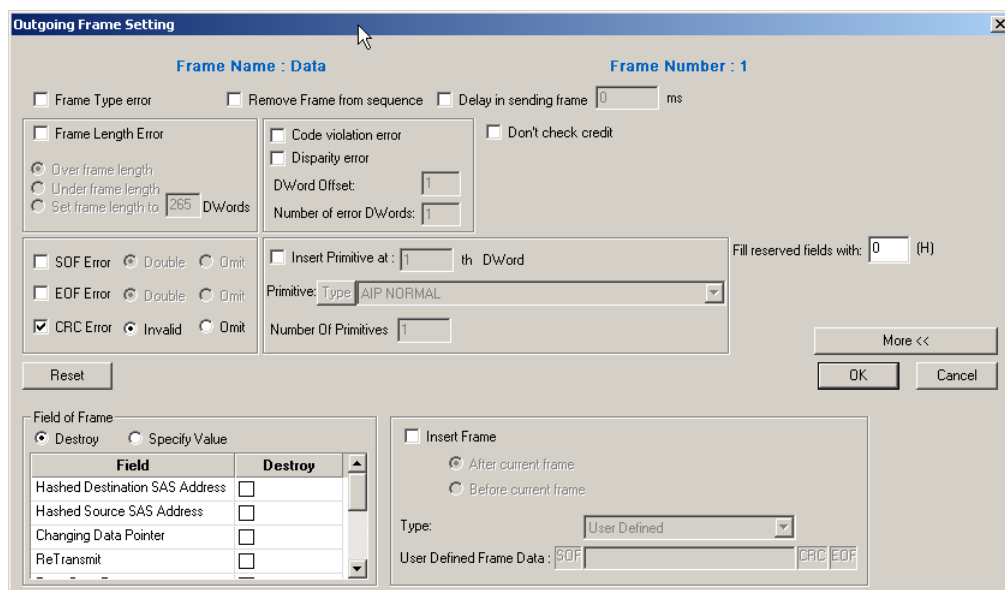 Outgoing Frame Setting
Frame Name : Data Frame Number : 1
Frame Type error Remove Frame from sequence Delay in sending frame 0 ms
Frame Length Error
Over frame length
Under frame length
Set frame length to 265 DWords
Code violation error
Disparity error
DWord Offset: 1
Number of error DWords: 1
Don't check credit
SOF Error Double Omit
EOF Error Double Omit
CRC Error Invalid Omit
Insert Primitive at : 1 th DWord
Primitive: Type AIP NORMAL
Number Of Primitives 1
Fill reserved fields with: 0 (H)
More <<
Reset OK Cancel
Field of Frame
Destroy Specify Value
Field Destroy
Hashed Destination SAS Address
Hashed Source SAS Address
Changing Data Pointer
ReTransmit
Insert Frame
After current frame
Before current frame
Type: User Defined
User Defined Frame Data : SOF CRC EOF